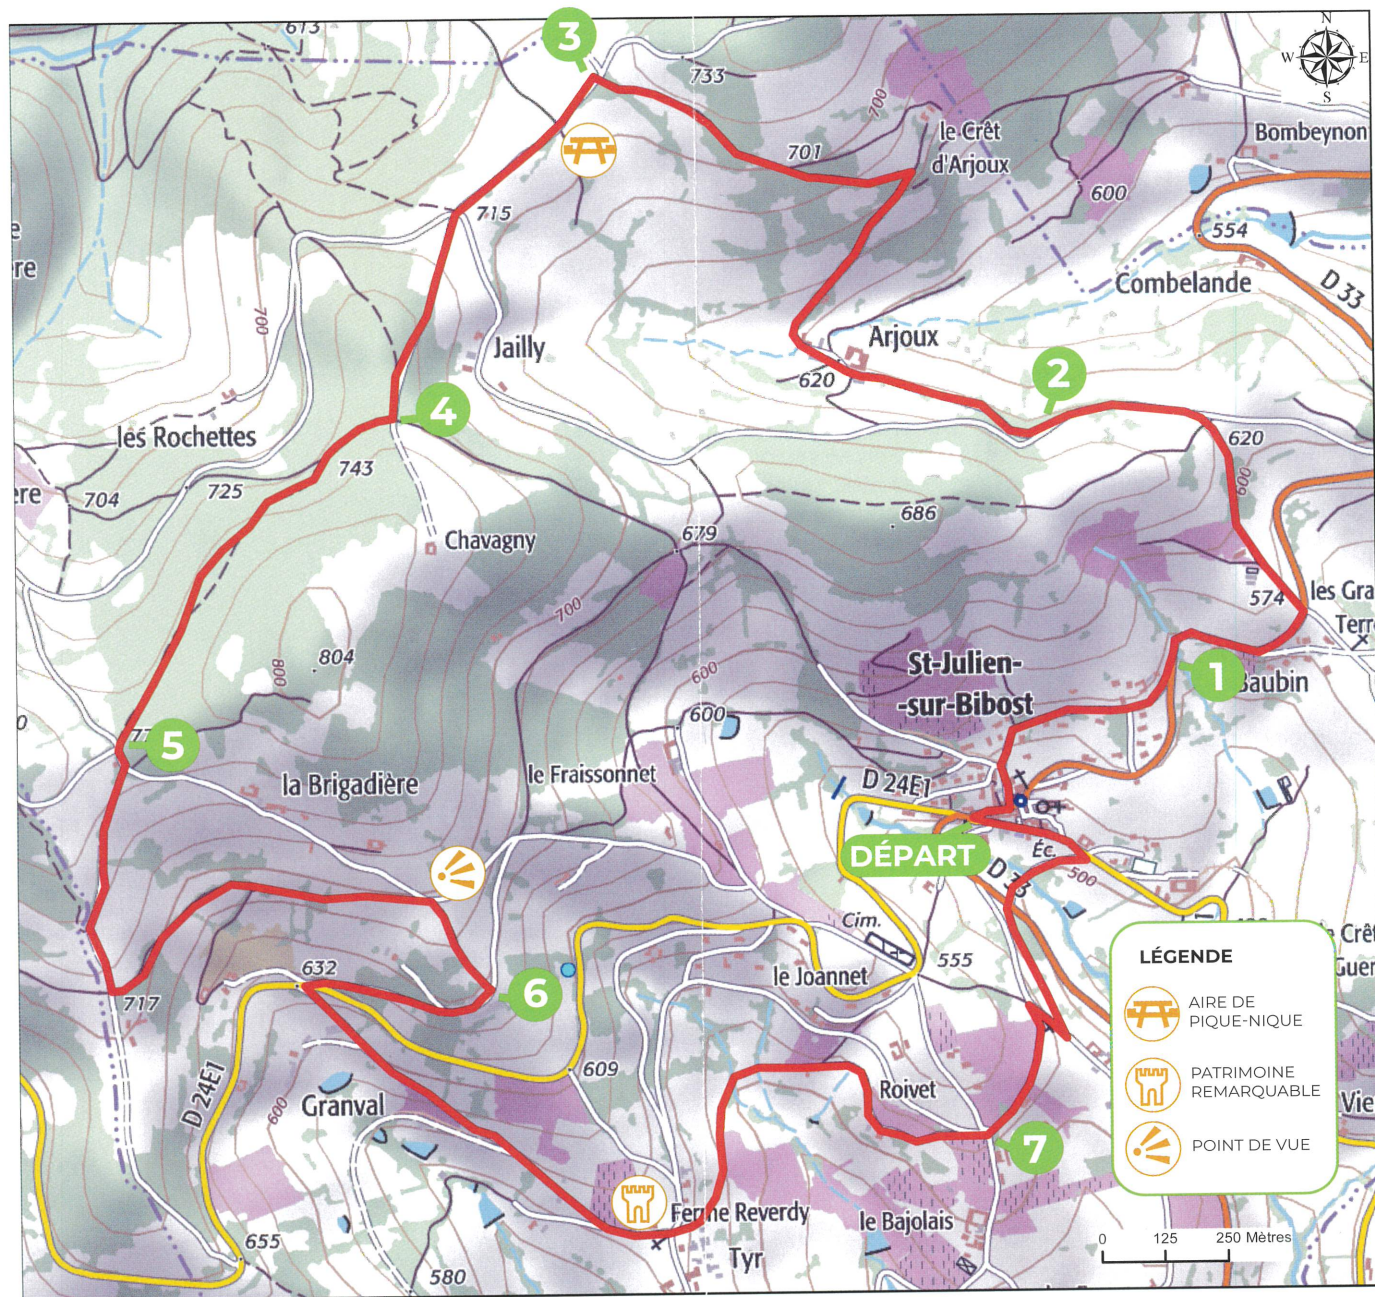 613
3
N
W
E
S
733
700
le Crêt
d'Arjoux
Bombeynon
701
600
715
554
Combelande
D 33
700
Jailly
Arjoux
620
2
4
les Rochettes
743
620
704
725
600
686
Chavagny
679
574
les Gra
Terr
700
St-Julien-
-sur-Bibost
1
Baubin
804
800
600
600
5
la Brigadière
le Fraissonnet
D 24E1
DÉPART
Éc.
500
D 33
Cim.
632
6
le Joannet
555
717
LÉGENDE
AIRE DE
PIQUE-NIQUE
PATRIMOINE
REMARQUABLE
POINT DE VUE
D 24E1
609
600
Granval
Roivet
7
Vie
Ferme Reverdy
le Bajolais
Tyr
655
580
0 125 250 Mètres